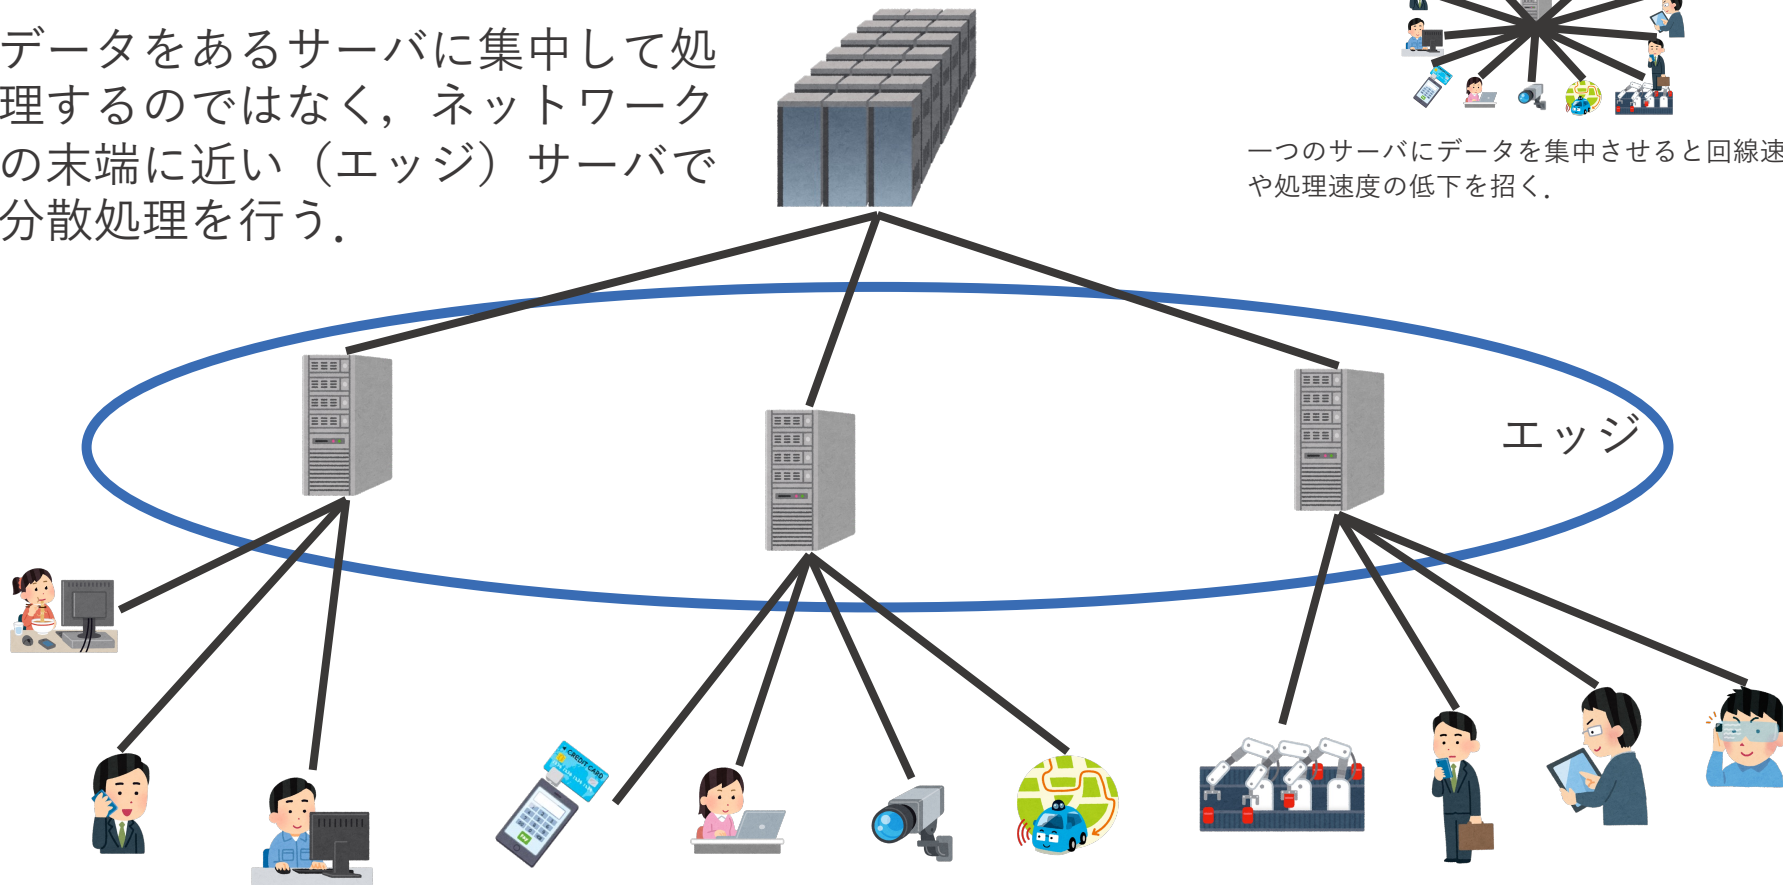 データをあるサーバに集中して処
理するのではなく，ネットワーク
の末端に近い（エッジ）サーバで
分散処理を行う．
一つのサーバにデータを集中させると回線速
や処理速度の低下を招く．
エッジ
CREDIT CARD